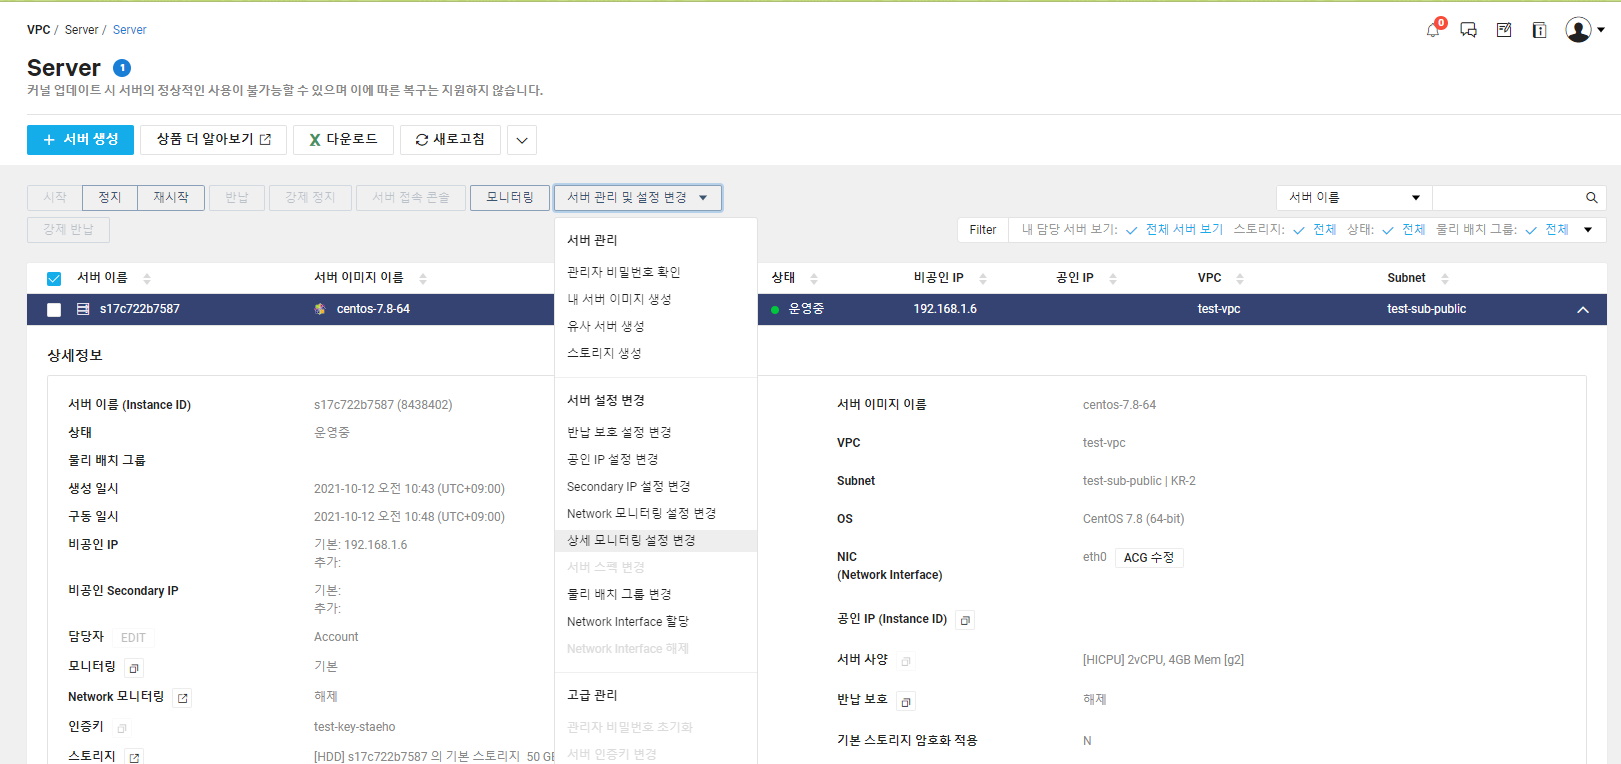 VPC / Server / Server
0
Server 1
커널 업데이트 시 서버의 정상적인 사용이 불가능할 수 있으며 이에 따른 복구는 지원하지 않습니다.
+ 서버 생성
상품 더 알아보기
다운로드
새로고침
시작
정지
재시작
반납
강제 정지
서버 접속 콘솔
모니터링
서버 관리 및 설정 변경
서버 이름
강제 반납
Filter
내 담당 서버 보기: 전체 서버 보기 스토리지: 전체 상태: 전체 물리 배치 그룹: 전체
서버 관리
관리자 비밀번호 확인
내 서버 이미지 생성
유사 서버 생성
스토리지 생성
서버 설정 변경
반납 보호 설정 변경
공인 IP 설정 변경
Secondary IP 설정 변경
Network 모니터링 설정 변경
상세 모니터링 설정 변경
서버 스펙 변경
물리 배치 그룹 변경
Network Interface 할당
Network Interface 해제
고급 관리
관리자 비밀번호 초기화
서버 인증키 변경
서버 이름 서버 이미지 이름 상태 비공인 IP 공인 IP VPC Subnet
s17c722b7587 centos-7.8-64 운영중 192.168.1.6 test-vpc test-sub-public
상세정보
서버 이름 (Instance ID) s17c722b7587 (8438402)
상태 운영중
물리 배치 그룹
생성 일시 2021-10-12 오전 10:43 (UTC+09:00)
구동 일시 2021-10-12 오전 10:48 (UTC+09:00)
비공인 IP 기본: 192.168.1.6
추가:
비공인 Secondary IP 기본:
추가:
담당자 EDIT Account
모니터링 기본
Network 모니터링 해제
인증키 test-key-staeho
스토리지 [HDD] s17c722b7587 의 기본 스토리지 50 GB
서버 이미지 이름 centos-7.8-64
VPC test-vpc
Subnet test-sub-public | KR-2
OS CentOS 7.8 (64-bit)
NIC eth0 ACG 수정
(Network Interface)
공인 IP (Instance ID)
서버 사양 [HICPU] 2vCPU, 4GB Mem [g2]
반납 보호 해제
기본 스토리지 암호화 적용 N